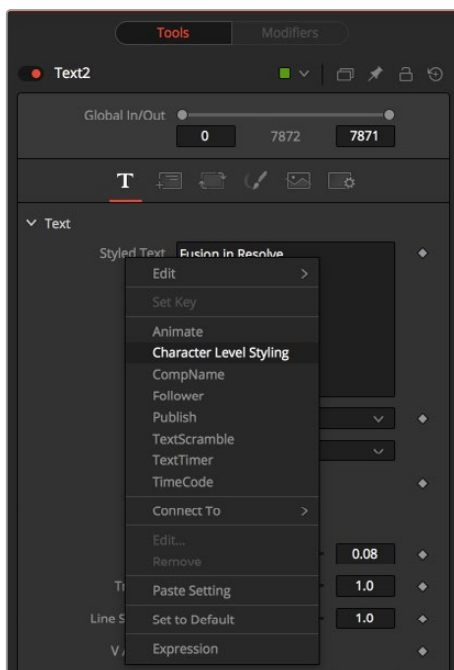 Tools Modifiers
Text2
Global In/Out
0 7872 7871
T
Text
Styled Text Fusion in Resolve
Edit
Set Key
Animate
Character Level Styling
CompName
Follower
Publish
TextScramble
TextTimer
TimeCode
Connect To
Edit...
Remove
0.08
Paste Setting
1.0
Line S
Set to Default
1.0
Expression